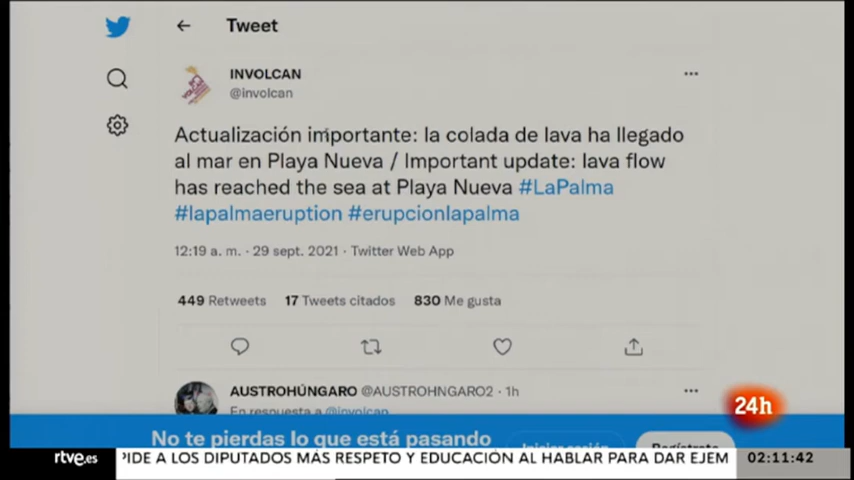 Tweet
INVOLCAN
@involcan
Actualización importante: la colada de lava ha llegado
al mar en Playa Nueva / Important update: lava flow
has reached the sea at Playa Nueva #LaPalma
#lapalmaeruption #erupcionlapalma
12:19 a. m. · 29 sept. 2021 · Twitter Web App
449 Retweets 17 Tweets citados 830 Me gusta
AUSTROHÚNGARO @AUSTROHNGARO2 · 1h
En respuesta a @involcan
24h
No te pierdas lo que está pasando
Iniciar sesión Regístrate
rtve.es PIDE A LOS DIPUTADOS MÁS RESPETO Y EDUCACIÓN AL HABLAR PARA DAR EJEM 02:11:42